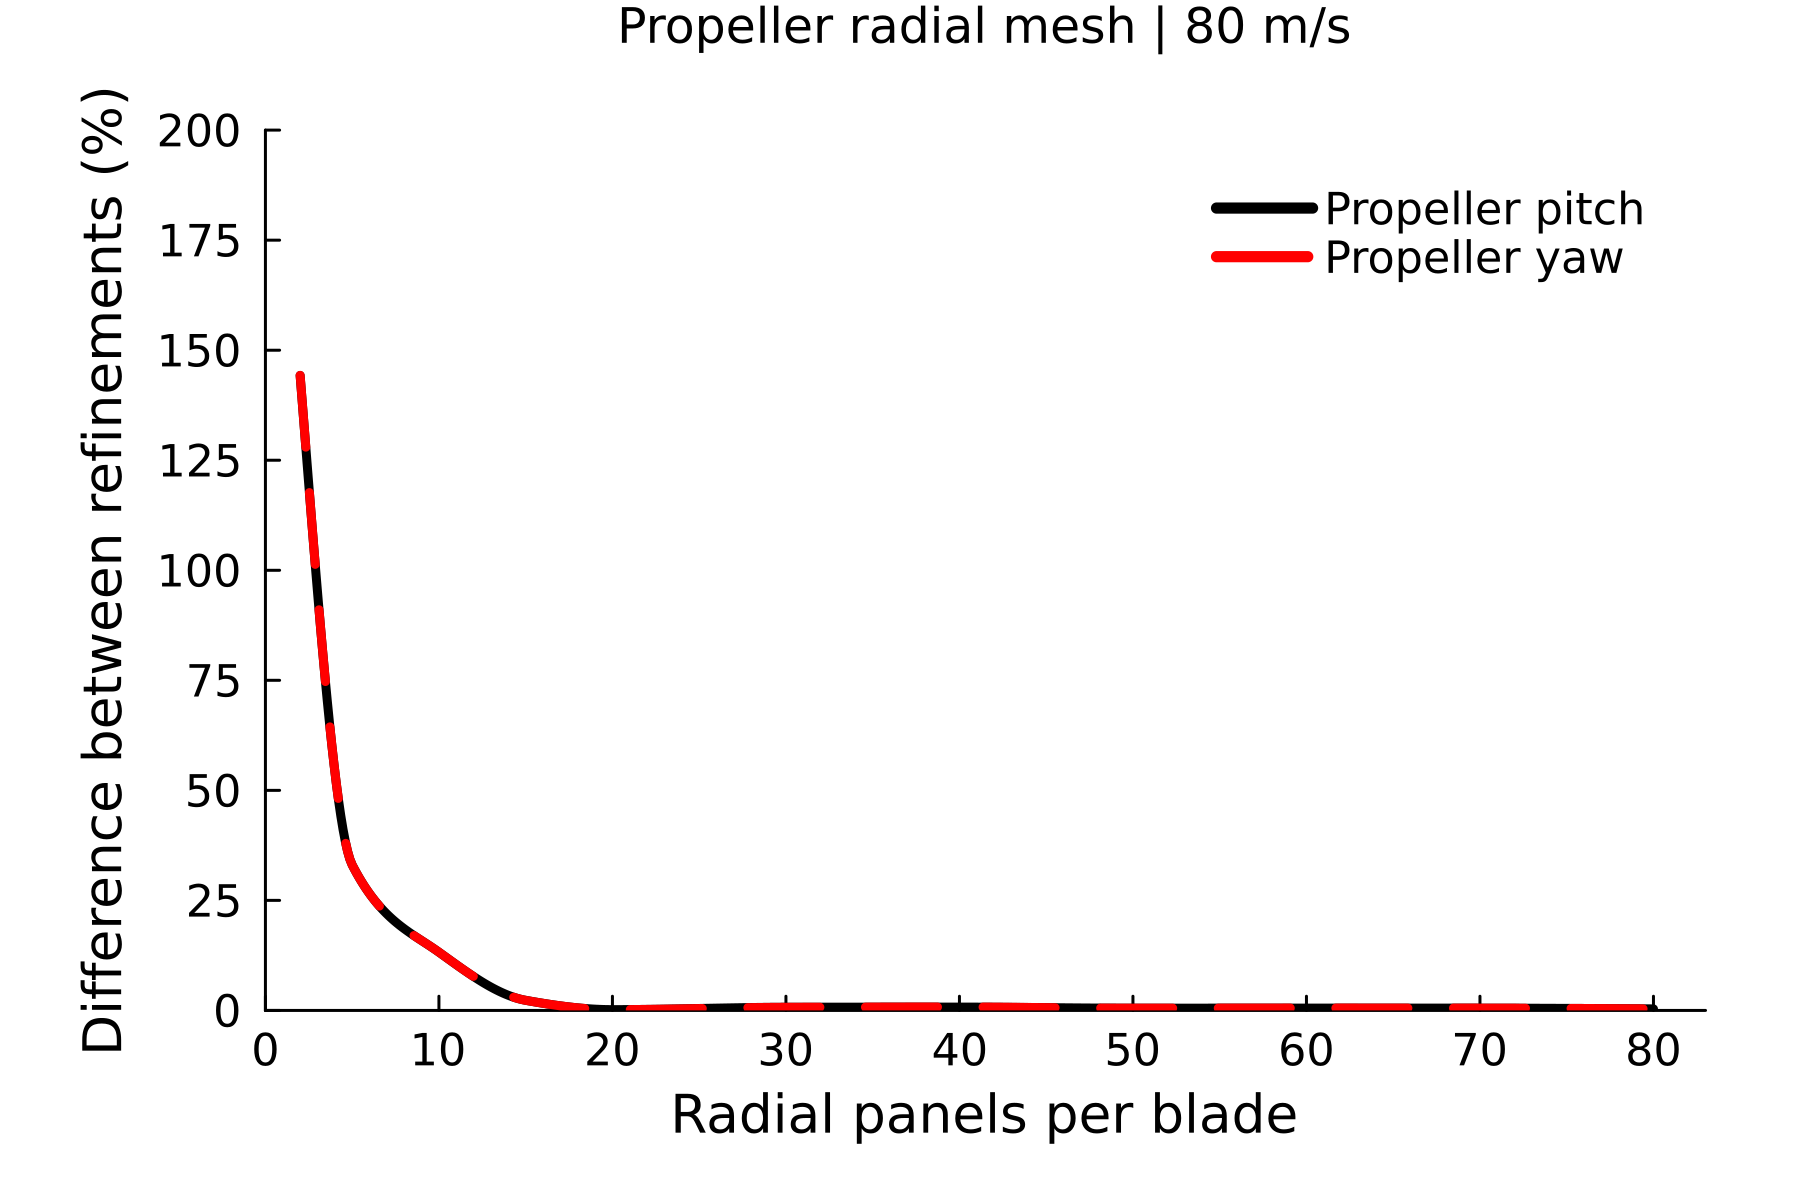 Propeller radial mesh | 80 m/s
Difference between refinements (%)
200
175
150
125
100
75
50
25
0
Propeller pitch
Propeller yaw
0 10 20 30 40 50 60 70 80
Radial panels per blade